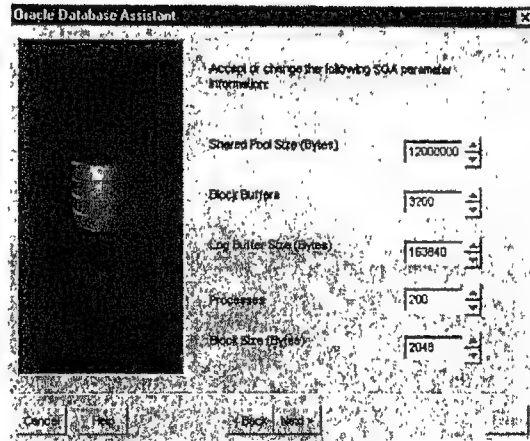 Oracle Database Assistant
Accept or change the following SGA parameter
information:
Shared Pool Size (Bytes)
12000000
Block Buffers
3200
Log Buffer Size (Bytes)
163840
Processes
200
Block Size (Bytes)
2048
Cancel Help < Back Next >